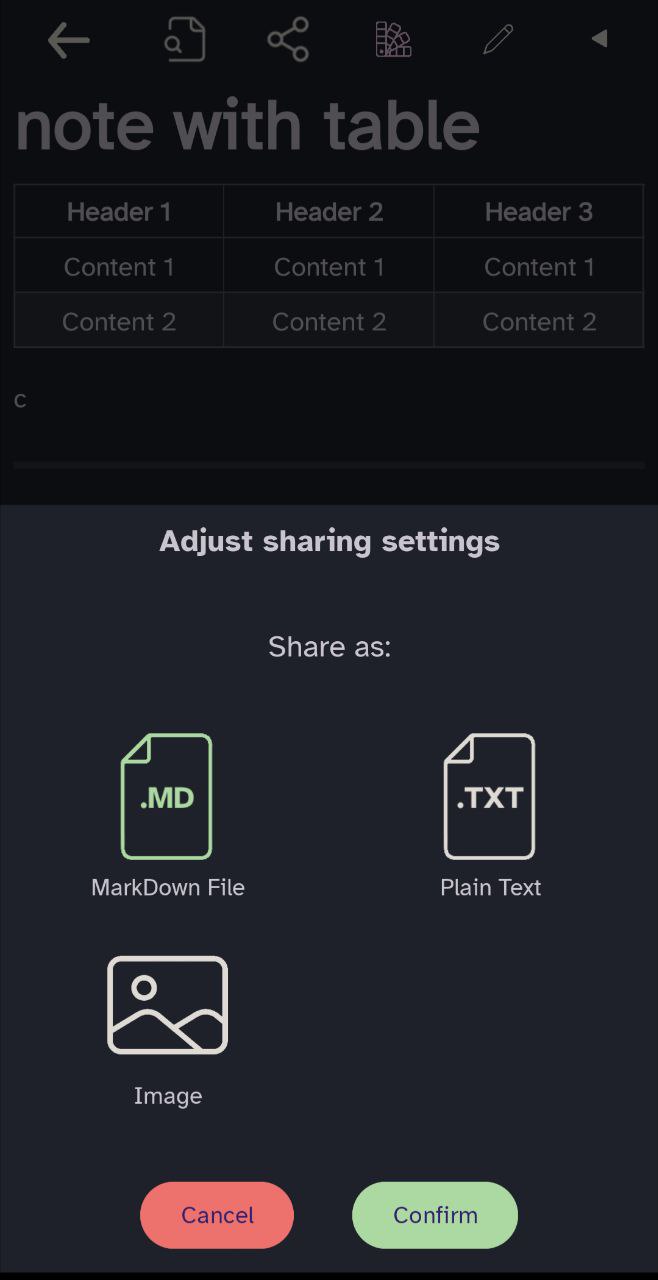 note with table
Header 1 Header 2 Header 3
Content 1 Content 1 Content 1
Content 2 Content 2 Content 2
c
Adjust sharing settings
Share as:
.MD .TXT
MarkDown File Plain Text
Image
Cancel Confirm